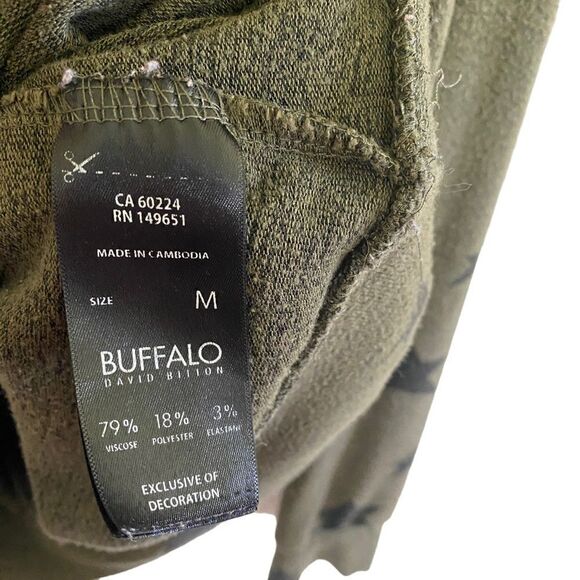 CA 60224
RN 149651
MADE IN CAMBODIA
SIZE M
BUFFALO
DAVID BITTON
79% 18% 3%
VISCOSE POLYESTER ELASTANE
EXCLUSIVE OF
DECORATION